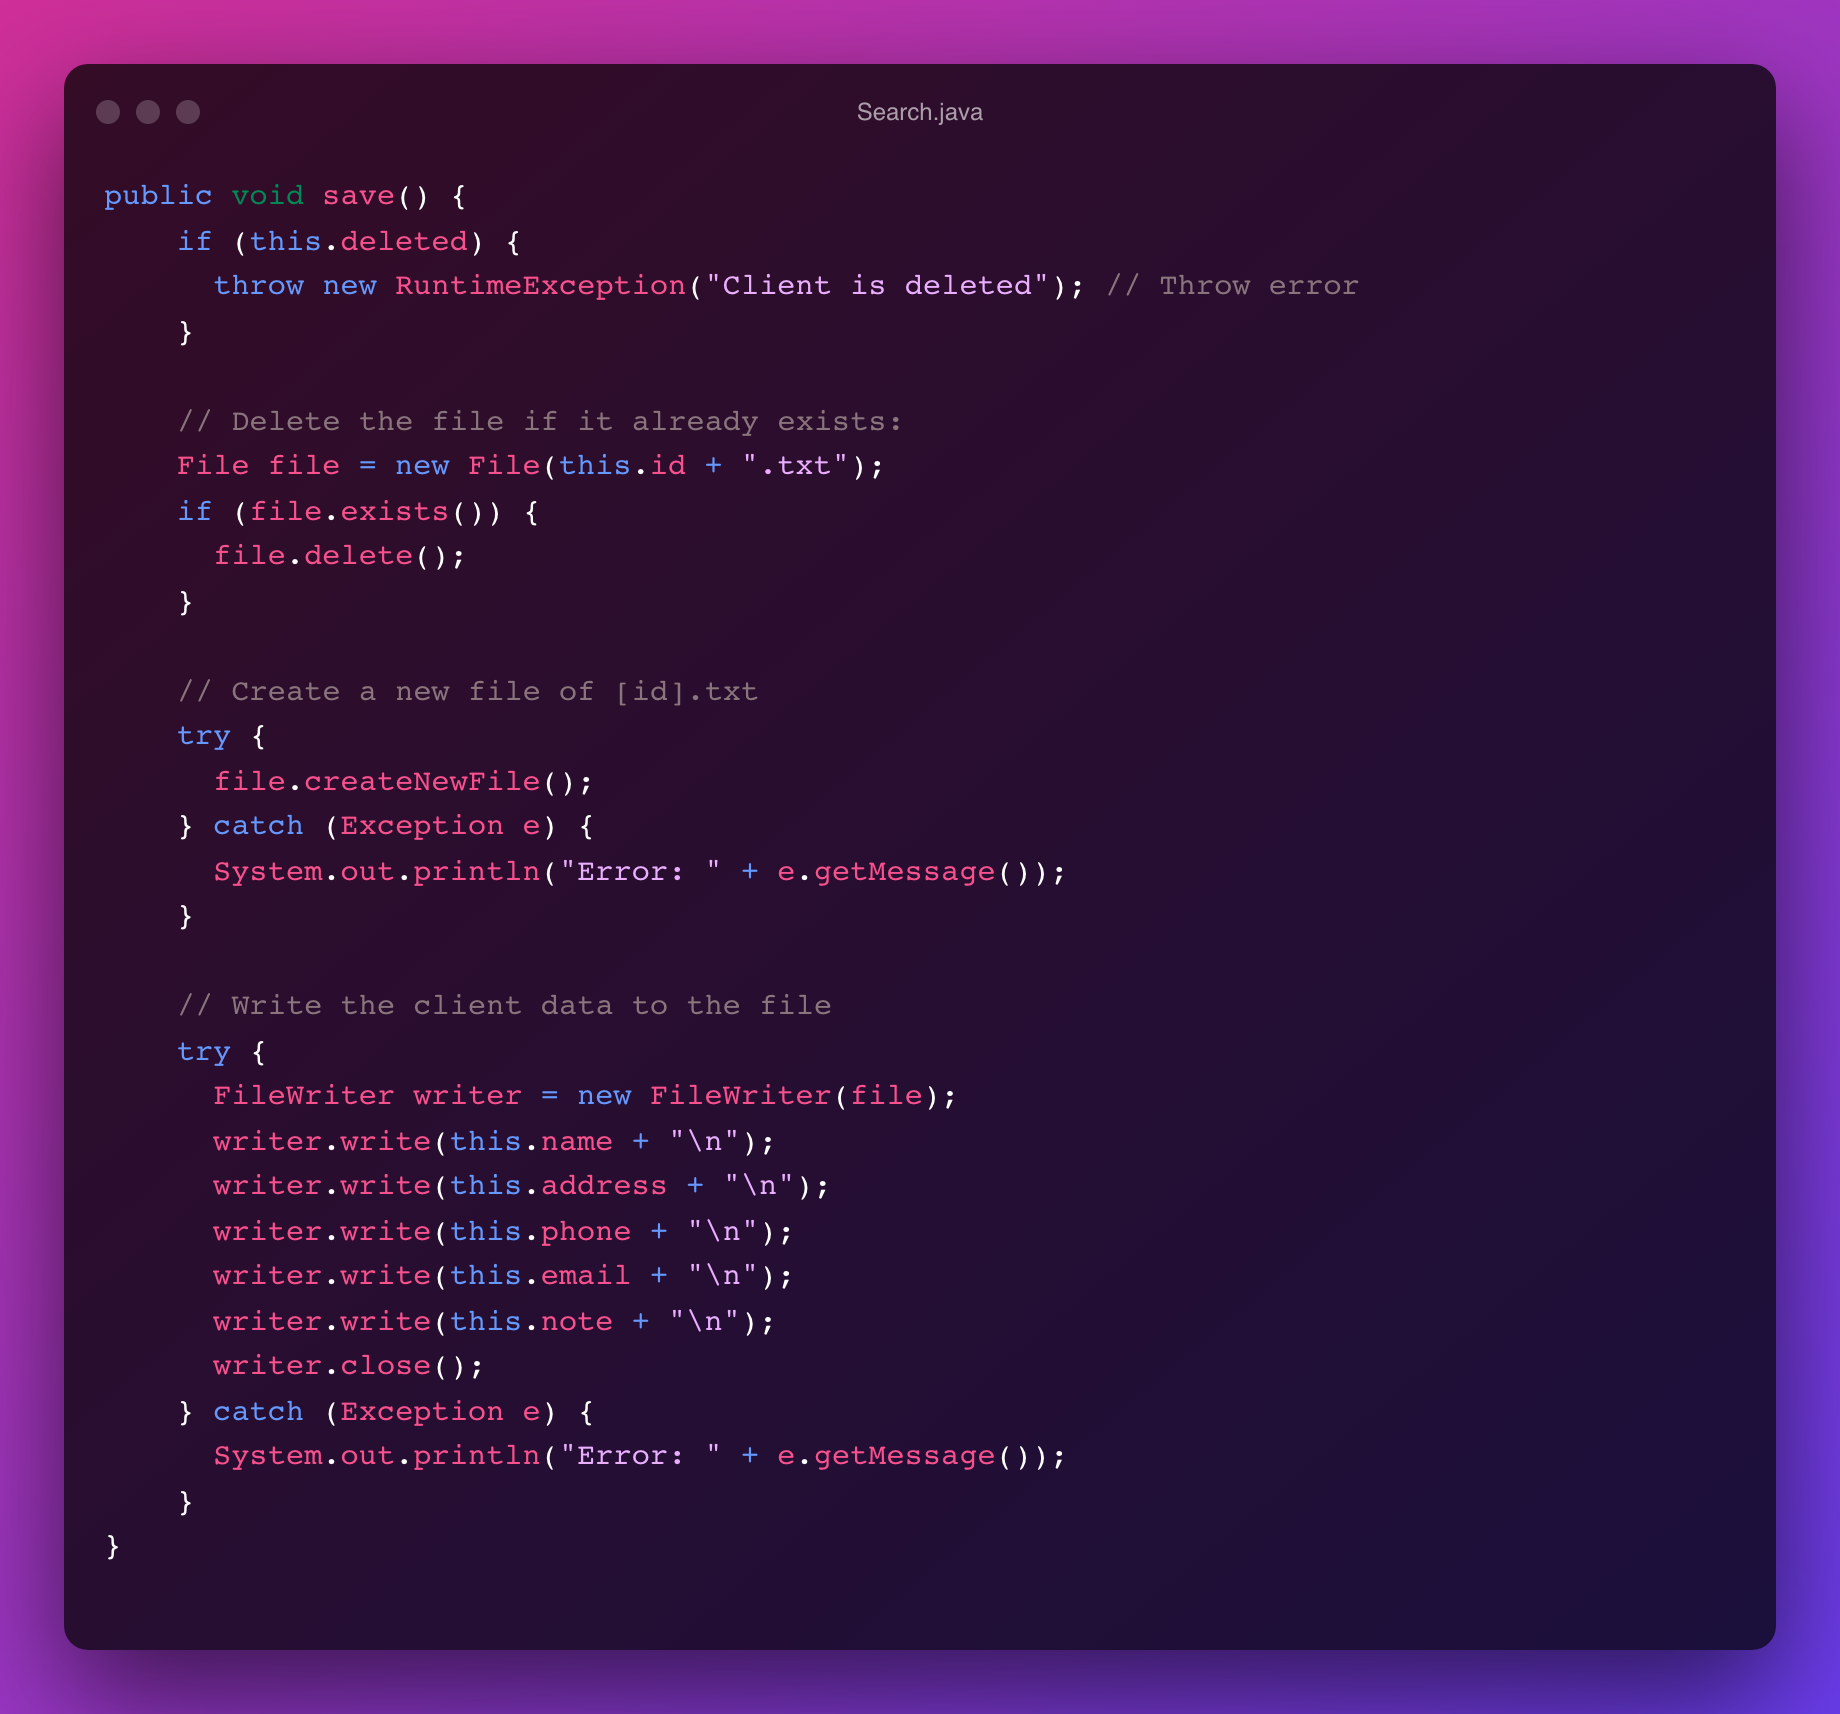 Search.java
public void save() {
    if (this.deleted) {
      throw new RuntimeException("Client is deleted"); // Throw error
    }

    // Delete the file if it already exists:
    File file = new File(this.id + ".txt");
    if (file.exists()) {
      file.delete();
    }

    // Create a new file of [id].txt
    try {
      file.createNewFile();
    } catch (Exception e) {
      System.out.println("Error: " + e.getMessage());
    }

    // Write the client data to the file
    try {
      FileWriter writer = new FileWriter(file);
      writer.write(this.name + "\n");
      writer.write(this.address + "\n");
      writer.write(this.phone + "\n");
      writer.write(this.email + "\n");
      writer.write(this.note + "\n");
      writer.close();
    } catch (Exception e) {
      System.out.println("Error: " + e.getMessage());
    }
}